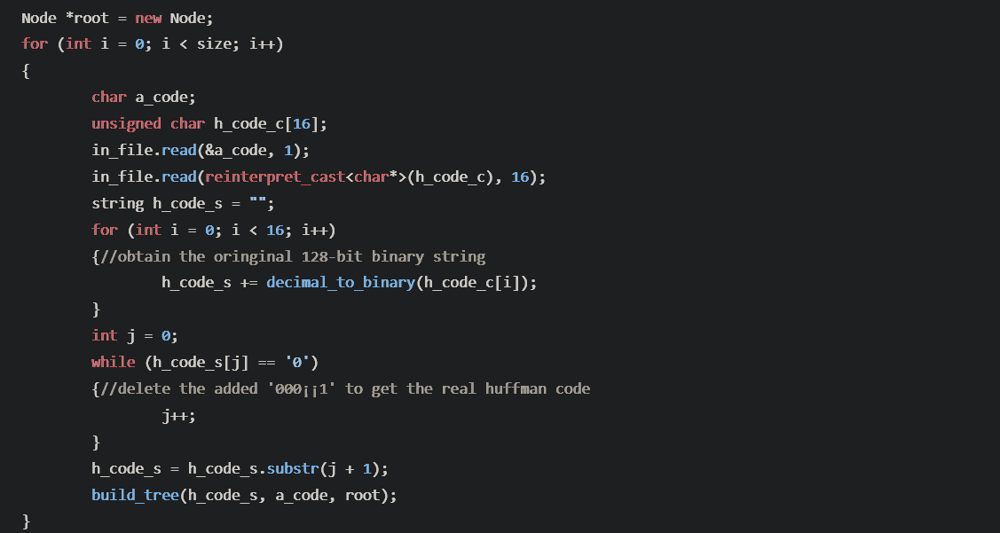 Node *root = new Node;
for (int i = 0; i < size; i++)
{
char a_code;
unsigned char h_code_c[16];
in_file.read(&a_code, 1);
in_file.read(reinterpret_cast<char*>(h_code_c), 16);
string h_code_s = "";
for (int i = 0; i < 16; i++)
{//obtain the oringinal 128-bit binary string
h_code_s += decimal_to_binary(h_code_c[i]);
}
int j = 0;
while (h_code_s[j] == '0')
{//delete the added '000¡¡1' to get the real huffman code
j++;
}
h_code_s = h_code_s.substr(j + 1);
build_tree(h_code_s, a_code, root);
}